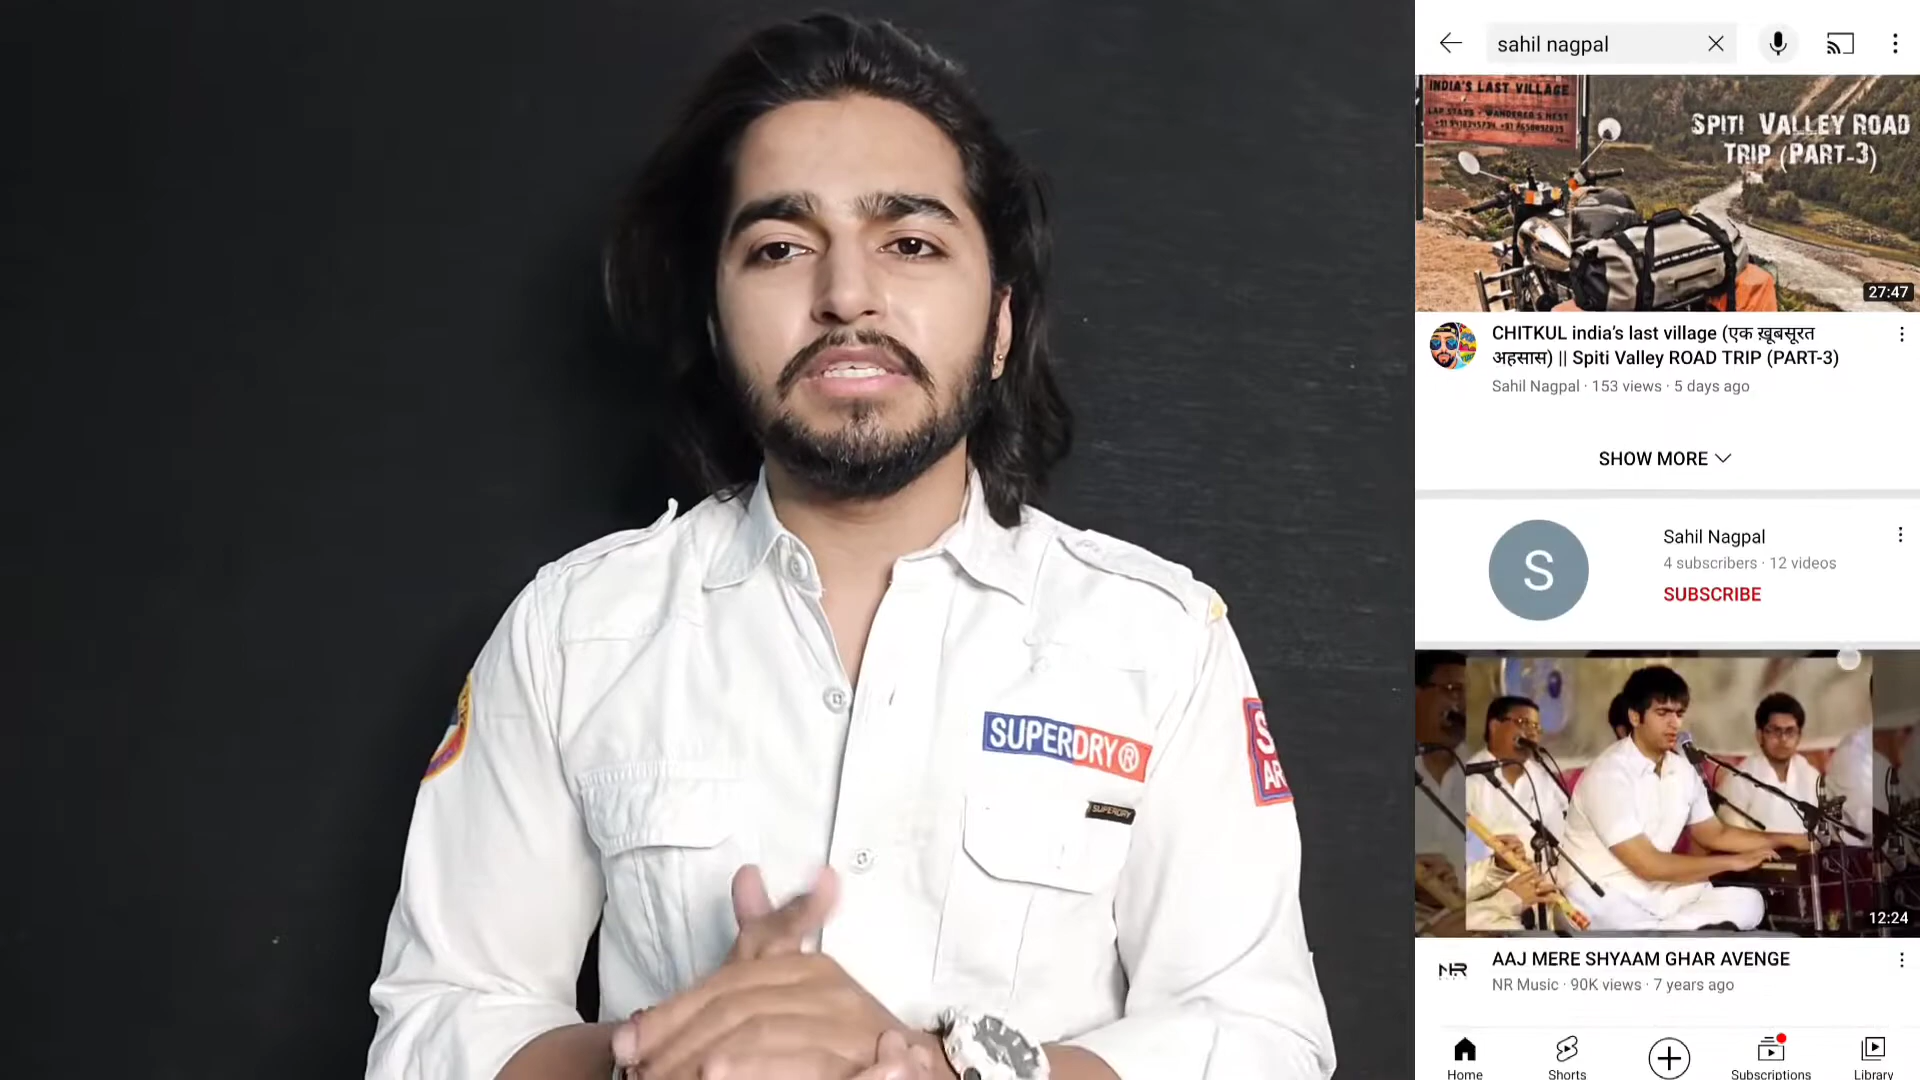 SUPERDRY®
SUPERDRY
S
AR
sahil nagpal
INDIA'S LAST VILLAGE
SPITI VALLEY ROAD
TRIP (PART-3)
27:47
CHITKUL india's last village (एक ख़ूबसूरत
अहसास) || Spiti Valley ROAD TRIP (PART-3)
Sahil Nagpal · 153 views · 5 days ago
SHOW MORE
S
Sahil Nagpal
4 subscribers · 12 videos
SUBSCRIBE
12:24
AAJ MERE SHYAAM GHAR AVENGE
NR
NR Music · 90K views · 7 years ago
Home
Shorts
Subscriptions
Library